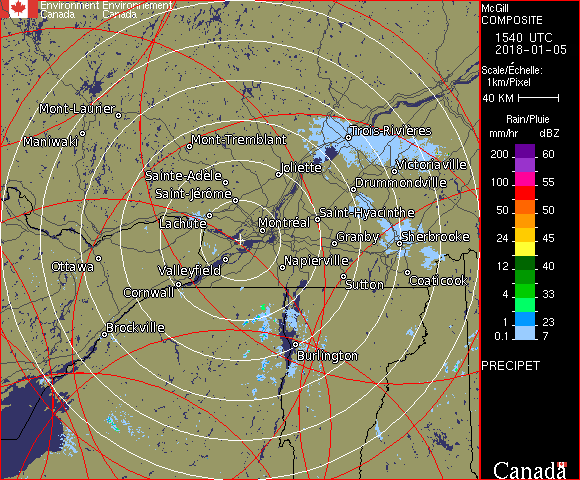 Environment Environnement
Canada Canada
McGill
COMPOSITE
1540 UTC
2018-01-05
Scale/Échelle:
1km/Pixel
40 KM
Rain/Pluie
mm/hr dBZ
200 60
100 55
50 50
24 45
12 40
4 33
1 23
0.1 7
PRECIPET
Canada
Mont-Laurier
Maniwaki
Mont-Tremblant
Trois-Rivières
Joliette
Victoriaville
Sainte-Adèle
Drummondville
Saint-Jérôme
Lachute
Saint-Hyacinthe
Montréal
Granby
Sherbrooke
Ottawa
Valleyfield
Napierville
Sutton
Coaticook
Cornwall
Brockville
Burlington